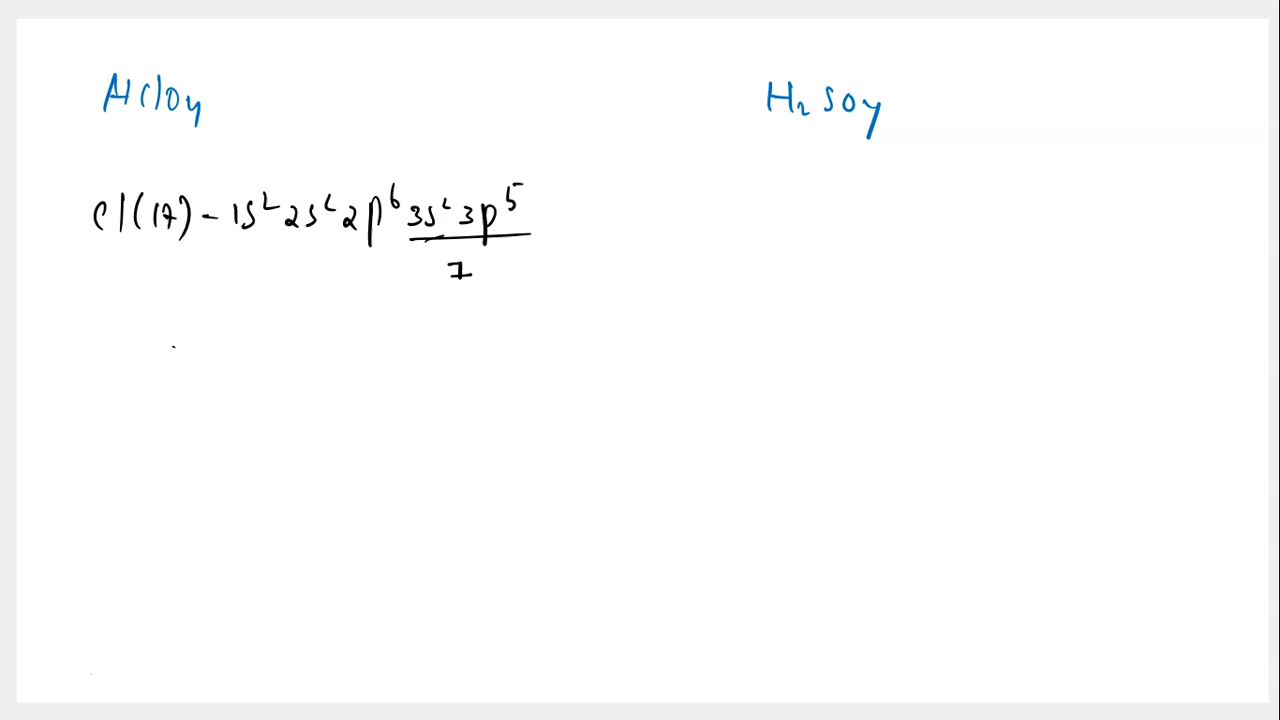 HClO4
H2SO4
Cl(17) - 1s² 2s² 2p⁶ 3s² 3p⁵
7